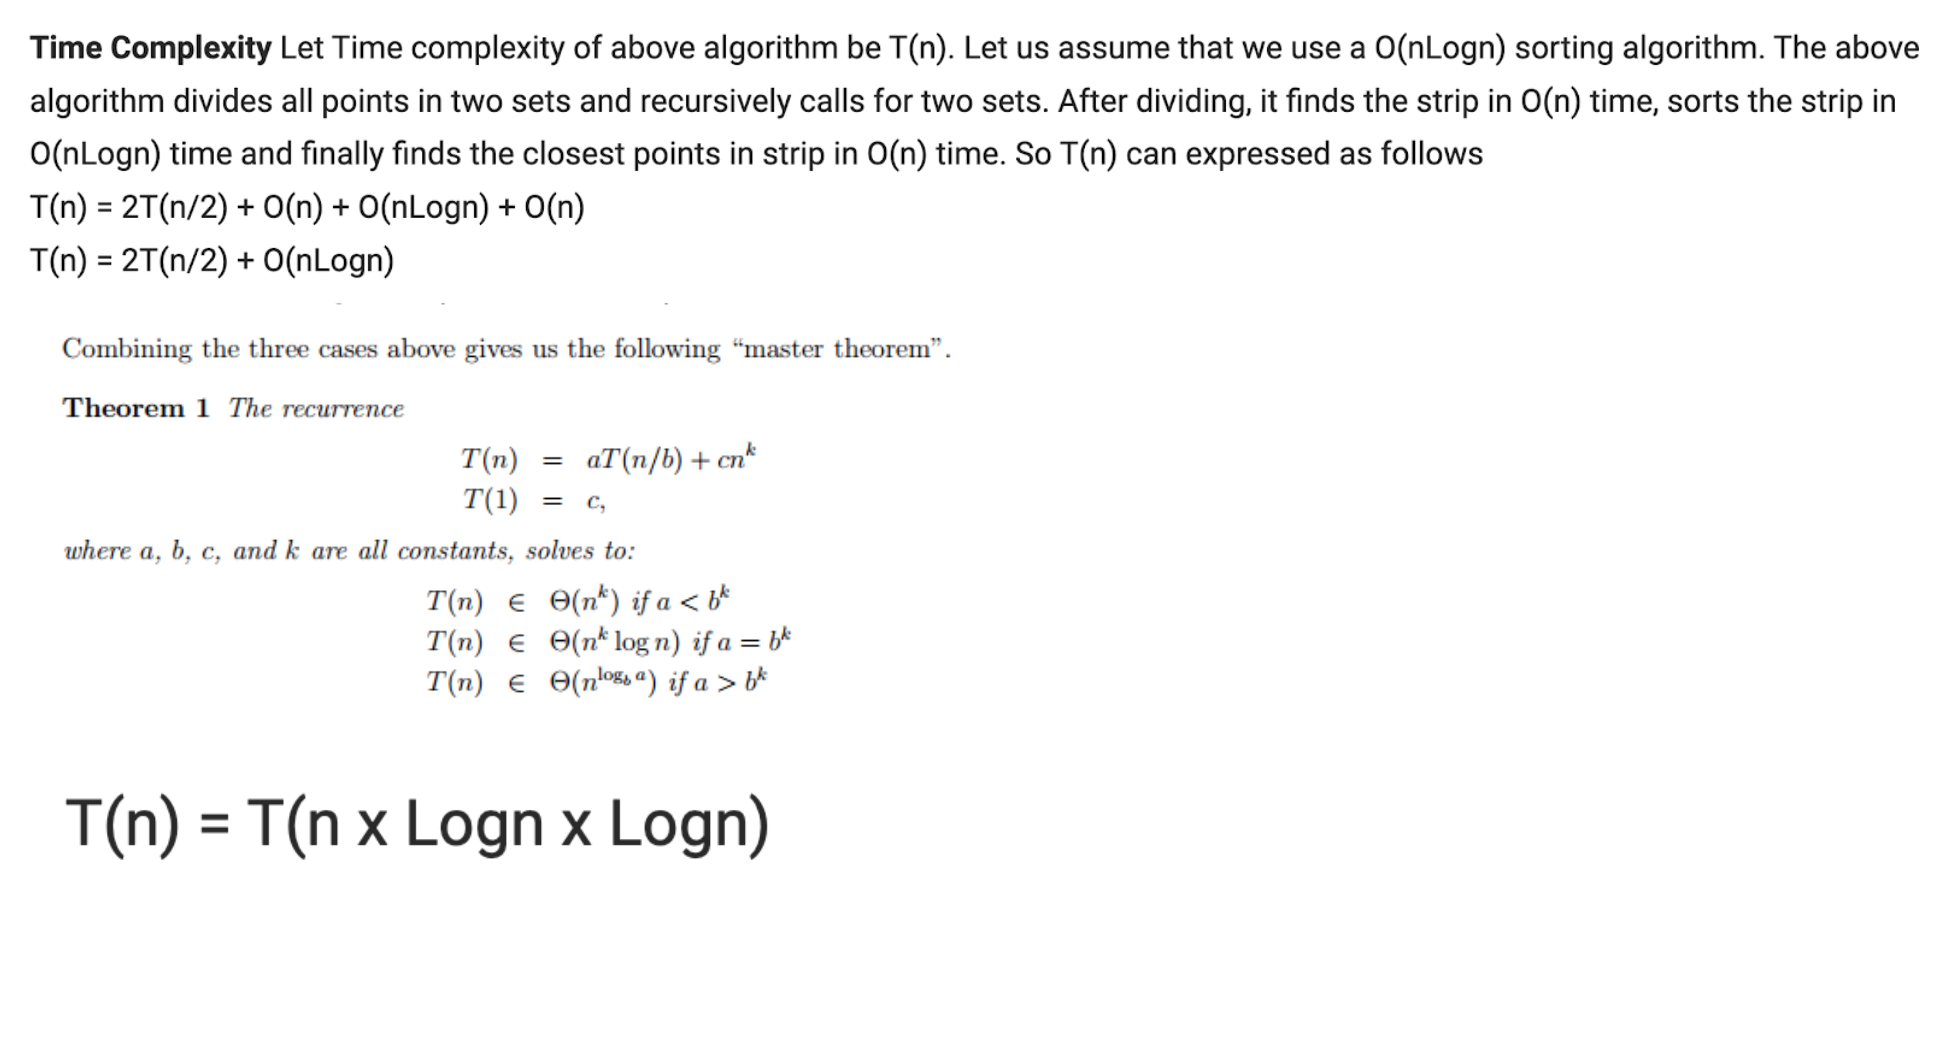 Time Complexity Let Time complexity of above algorithm be T(n). Let us assume that we use a O(nLogn) sorting algorithm. The above
algorithm divides all points in two sets and recursively calls for two sets. After dividing, it finds the strip in O(n) time, sorts the strip in
O(nLogn) time and finally finds the closest points in strip in O(n) time. So T(n) can expressed as follows
T(n) = 2T(n/2) + O(n) + O(nLogn) + O(n)
T(n) = 2T(n/2) + O(nLogn)
Combining the three cases above gives us the following “master theorem”.
Theorem 1 The recurrence
T(n) = aT(n/b) + cn^k
T(1) = c,
where a, b, c, and k are all constants, solves to:
T(n) ∈ Θ(n^k) if a < b^k
T(n) ∈ Θ(n^k log n) if a = b^k
T(n) ∈ Θ(n^{log_b a}) if a > b^k
T(n) = T(n x Logn x Logn)